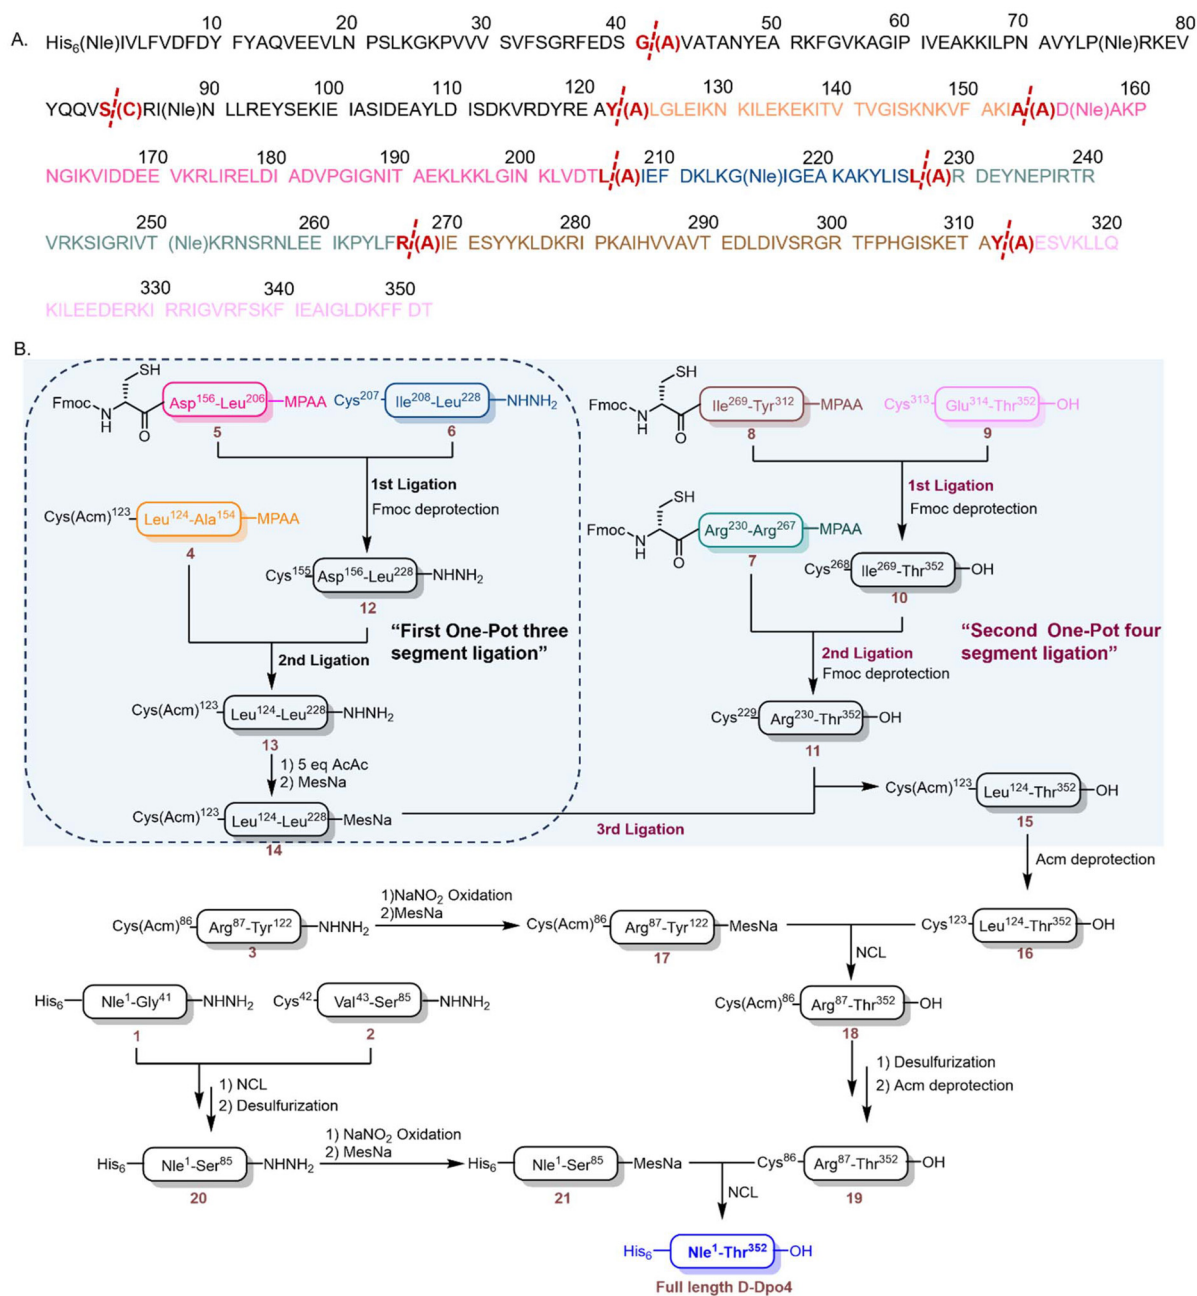 A.
10 20 30 40 50 60 70 80
His6(Nle)IVLFVDFDY FYAQVEEVLN PSLKGKPVVV SVFSGRFEDS G(A)VATANYEA RKFGVKAGIP IVEAKKILPN AVYLP(Nle)RKEV
90 100 110 120 130 140 150 160
YQQVS(C)RI(Nle)N LLREYSEKIE IASIDEAYLD ISDKVRDYRE AY(A)LGLEIKN KILEKEKITV TVGISKNKVF AKIA(A)D(Nle)AKP
170 180 190 200 210 220 230 240
NGIKVIDDEE VKRLIRELDI ADVPGIGNIT AEKLKKLGIN KLVDTL(A)IEF DKLKG(Nle)IGEA KAKYLISL(A)R DEYNEPIRTR
250 260 270 280 290 300 310 320
VRKSIGRIVT (Nle)KRNSRNLEE IKPYLFR(A)IE ESYYKLDKRI PKAIHVVAVT EDLDIVSRGR TFPHGISKET AY(A)ESVKLLQ
330 340 350
KILEEDERKI RRIGVRFSKF IEAIGLDKFF DT
B.
SH
Fmoc
N
H
O
Asp156-Leu206
MPAA
5
Cys207
Ile208-Leu228
NHNH2
6
1st Ligation
Fmoc deprotection
Cys(Acm)123
Leu124-Ala154
MPAA
4
Cys155
Asp156-Leu228
NHNH2
12
2nd Ligation
"First One-Pot three
segment ligation"
Cys(Acm)123
Leu124-Leu228
NHNH2
13
1) 5 eq AcAc
2) MesNa
Cys(Acm)123
Leu124-Leu228
MesNa
14
SH
Fmoc
N
H
O
Ile269-Tyr312
MPAA
8
Cys313
Glu314-Thr352
OH
9
1st Ligation
Fmoc deprotection
SH
Fmoc
N
H
O
Arg230-Arg267
MPAA
7
Cys268
Ile269-Thr352
OH
10
2nd Ligation
Fmoc deprotection
"Second One-Pot four
segment ligation"
Cys229
Arg230-Thr352
OH
11
3rd Ligation
Cys(Acm)123
Leu124-Thr352
OH
15
Acm deprotection
Cys(Acm)86
Arg87-Tyr122
NHNH2
3
1)NaNO2 Oxidation
2)MesNa
Cys(Acm)86
Arg87-Tyr122
MesNa
17
Cys123
Leu124-Thr352
OH
16
NCL
His6
Nle1-Gly41
NHNH2
1
Cys42
Val43-Ser85
NHNH2
2
Cys(Acm)86
Arg87-Thr352
OH
18
1) NCL
2) Desulfurization
1) Desulfurization
2) Acm deprotection
His6
Nle1-Ser85
NHNH2
20
1) NaNO2 Oxidation
2) MesNa
His6
Nle1-Ser85
MesNa
21
Cys86
Arg87-Thr352
OH
19
NCL
His6
Nle1-Thr352
OH
Full length D-Dpo4